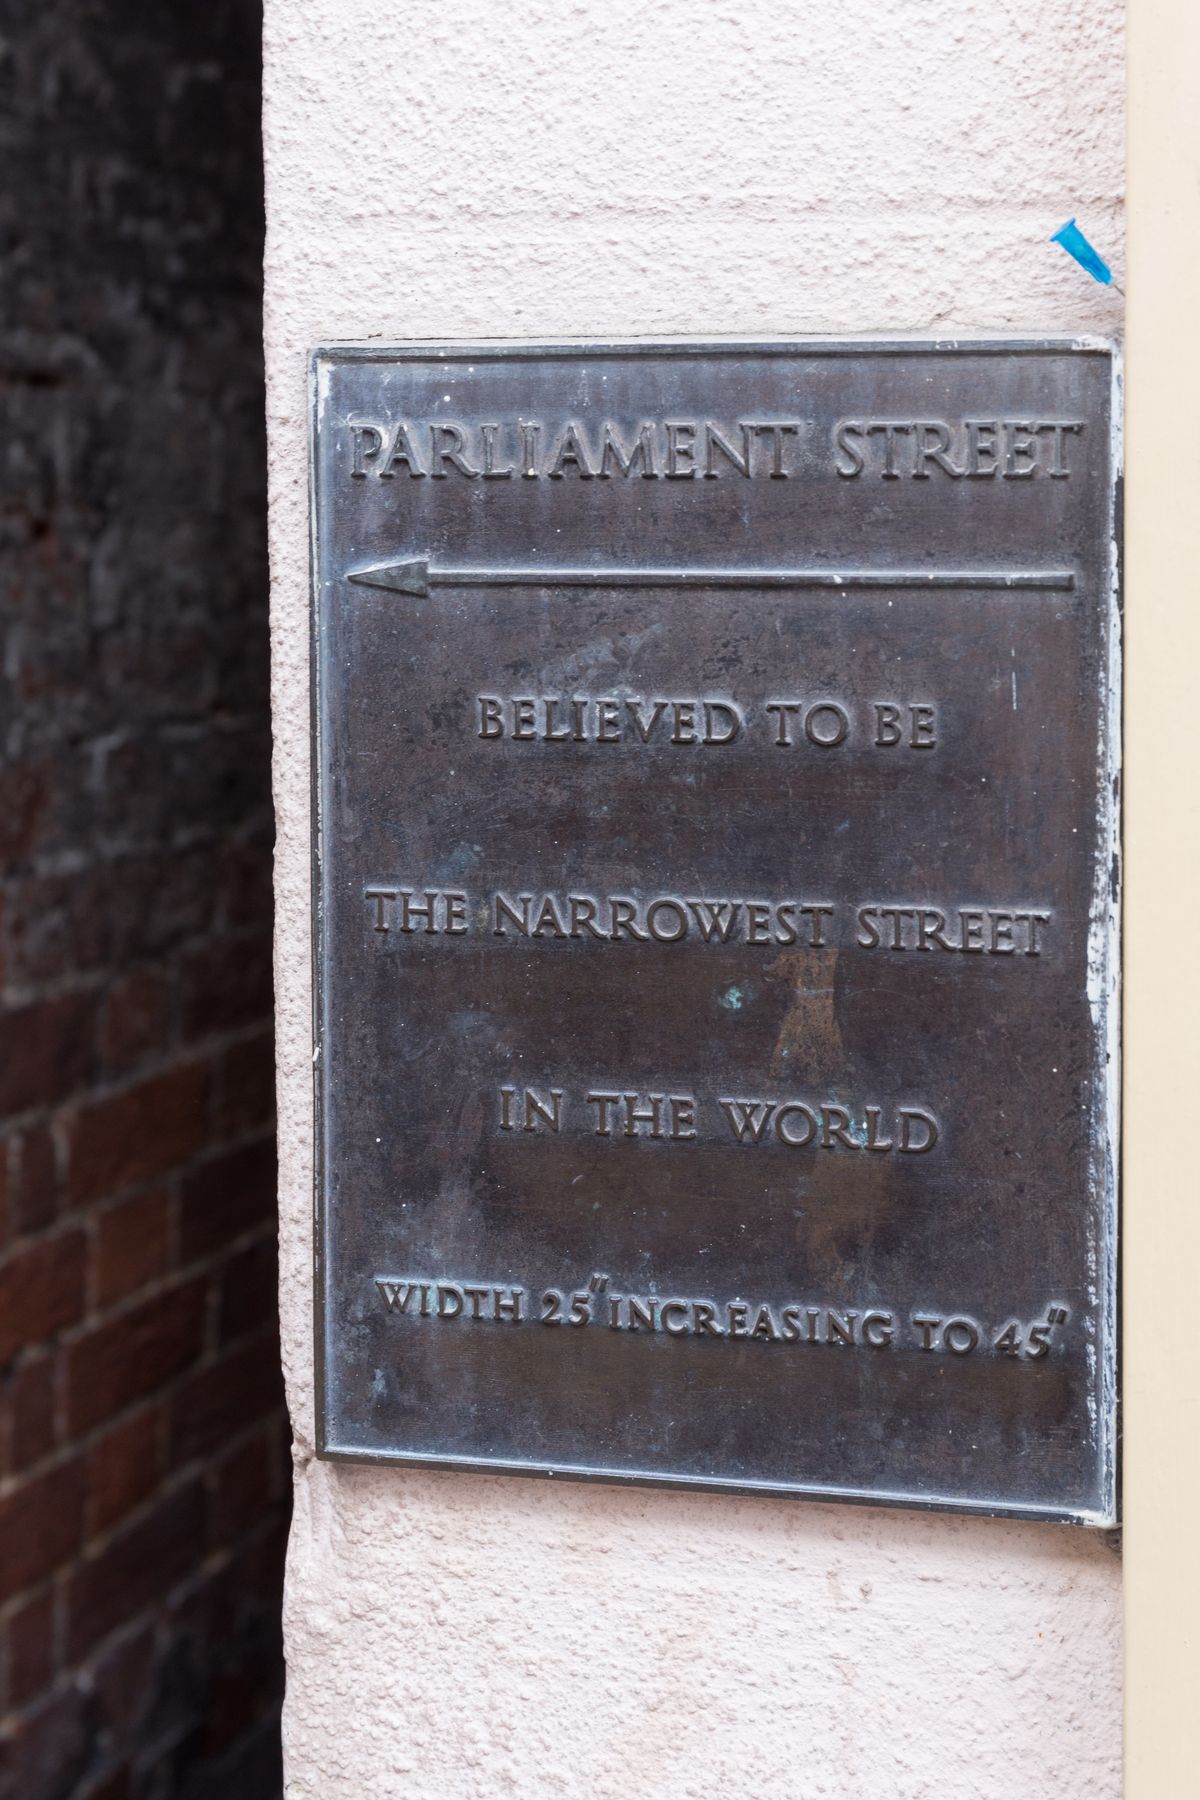 PARLIAMENT STREET
BELIEVED TO BE
THE NARROWEST STREET
IN THE WORLD
WIDTH 25" INCREASING TO 45"